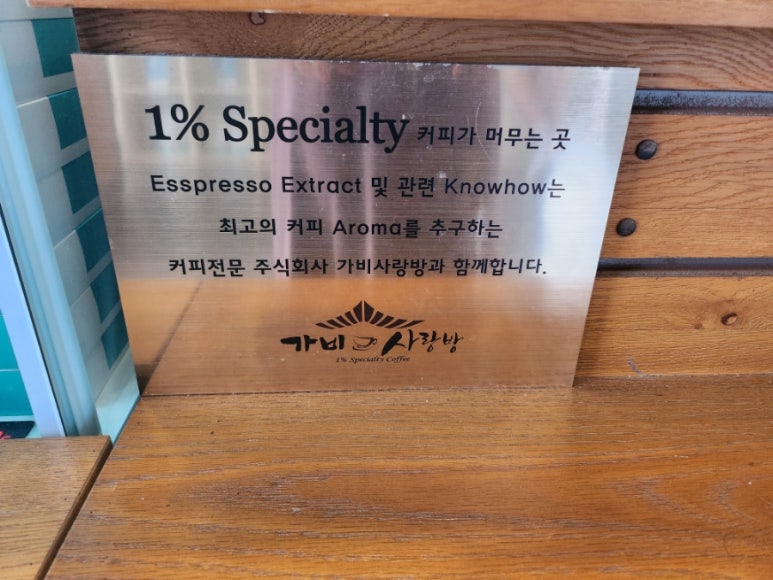 1% Specialty 커피가 머무는 곳
Esspresso Extract 및 관련 Knowhow는
최고의 커피 Aroma를 추구하는
커피전문 주식회사 가비사랑방과 함께합니다.
가비 사랑방
1% Specialty Coffee